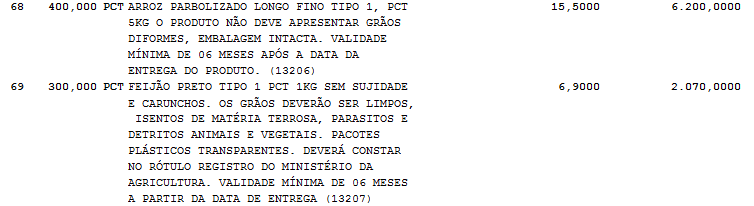 68 400,000 PCT ARROZ PARBOLIZADO LONGO FINO TIPO 1, PCT 15,5000 6.200,0000
5KG O PRODUTO NÃO DEVE APRESENTAR GRÃOS
DIFORMES, EMBALAGEM INTACTA. VALIDADE
MÍNIMA DE 06 MESES APÓS A DATA DA
ENTREGA DO PRODUTO. (13206)
69 300,000 PCT FEIJÃO PRETO TIPO 1 PCT 1KG SEM SUJIDADE 6,9000 2.070,0000
E CARUNCHOS. OS GRÃOS DEVERÃO SER LIMPOS,
ISENTOS DE MATÉRIA TERROSA, PARASITOS E
DETRITOS ANIMAIS E VEGETAIS. PACOTES
PLÁSTICOS TRANSPARENTES. DEVERÁ CONSTAR
NO RÓTULO REGISTRO DO MINISTÉRIO DA
AGRICULTURA. VALIDADE MÍNIMA DE 06 MESES
A PARTIR DA DATA DE ENTREGA (13207)